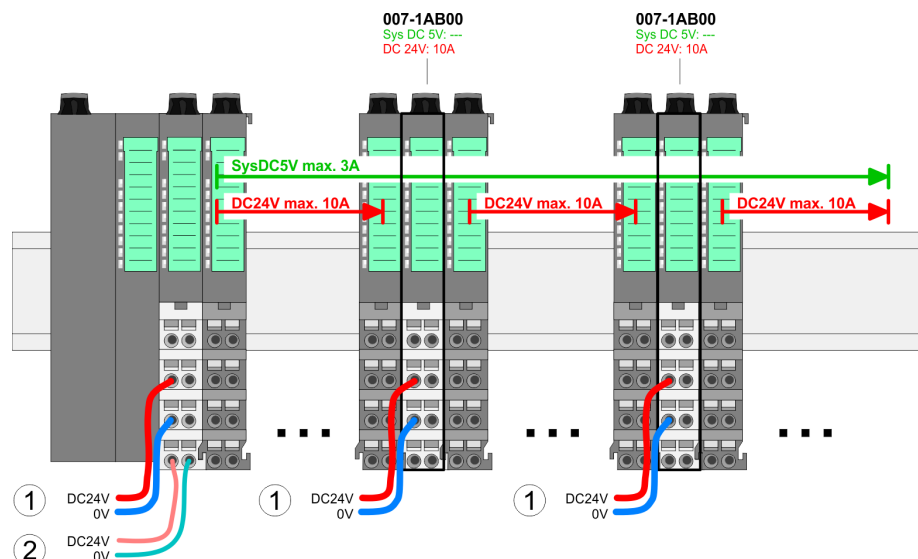 007-1AB00
Sys DC 5V: ---
DC 24V: 10A
007-1AB00
Sys DC 5V: ---
DC 24V: 10A
SysDC5V max. 3A
DC24V max. 10A
DC24V max. 10A
DC24V max. 10A
1
DC24V
0V
1
DC24V
0V
1
DC24V
0V
2
DC24V
0V